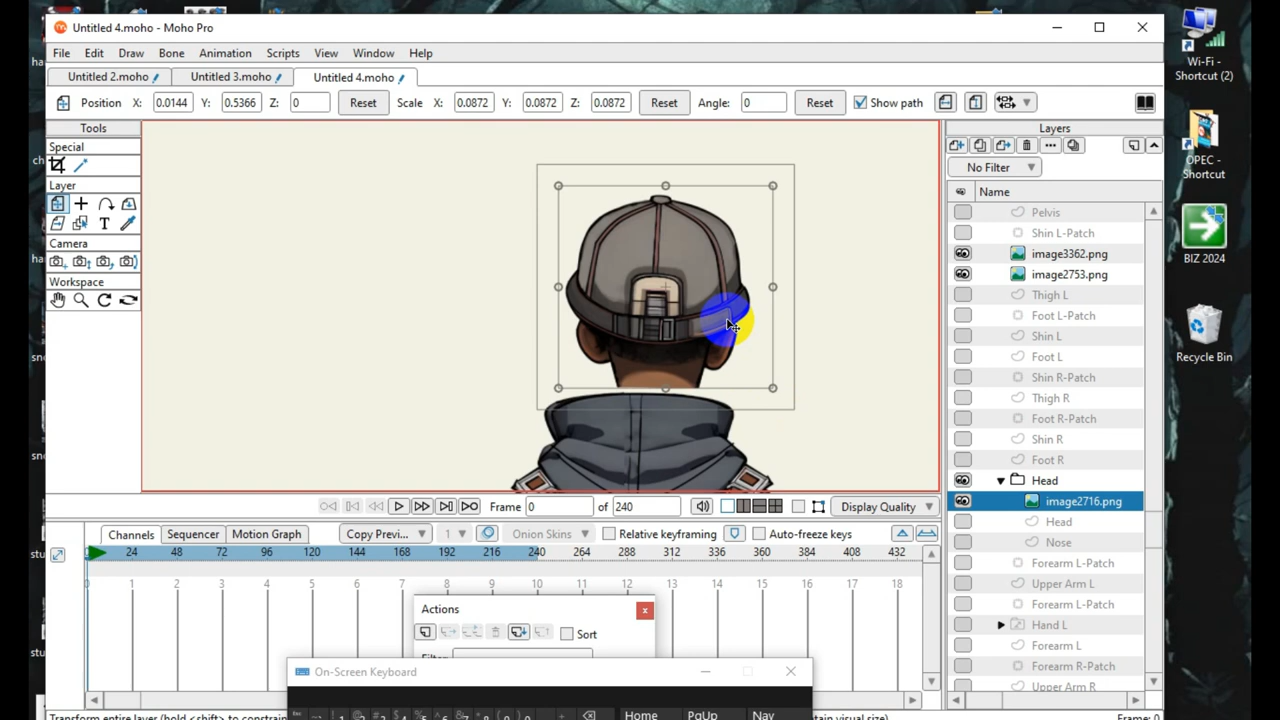 Untitled 4.moho - Moho Pro
File Edit Draw Bone Animation Scripts View Window Help
Untitled 2.moho Untitled 3.moho Untitled 4.moho
Position X: 0.0144 Y: 0.5366 Z: 0 Reset Scale X: 0.0872 Y: 0.0872 Z: 0.0872 Reset Angle: 0 Reset Show path
Tools
Special
Layer
T
Camera
Workspace
Layers
No Filter
Name
Pelvis
Shin L-Patch
image3362.png
image2753.png
Thigh L
Foot L-Patch
Shin L
Foot L
Shin R-Patch
Thigh R
Foot R-Patch
Shin R
Foot R
Head
image2716.png
Head
Nose
Forearm L-Patch
Upper Arm L
Forearm L-Patch
Hand L
Forearm L
Forearm R-Patch
Upper Arm R
Frame 0 of 240 Display Quality
Channels Sequencer Motion Graph Copy Previ... 1 Onion Skins Relative keyframing Auto-freeze keys
24 48 72 96 120 144 168 192 216 240 264 288 312 336 360 384 408 432
0 1 2 3 4 5 6 7 8 9 10 11 12 13 14 15 16 17 18
Actions
Sort
On-Screen Keyboard
Home PgUp Nav
Wi-Fi -
Shortcut (2)
OPEC -
Shortcut
BIZ 2024
Recycle Bin